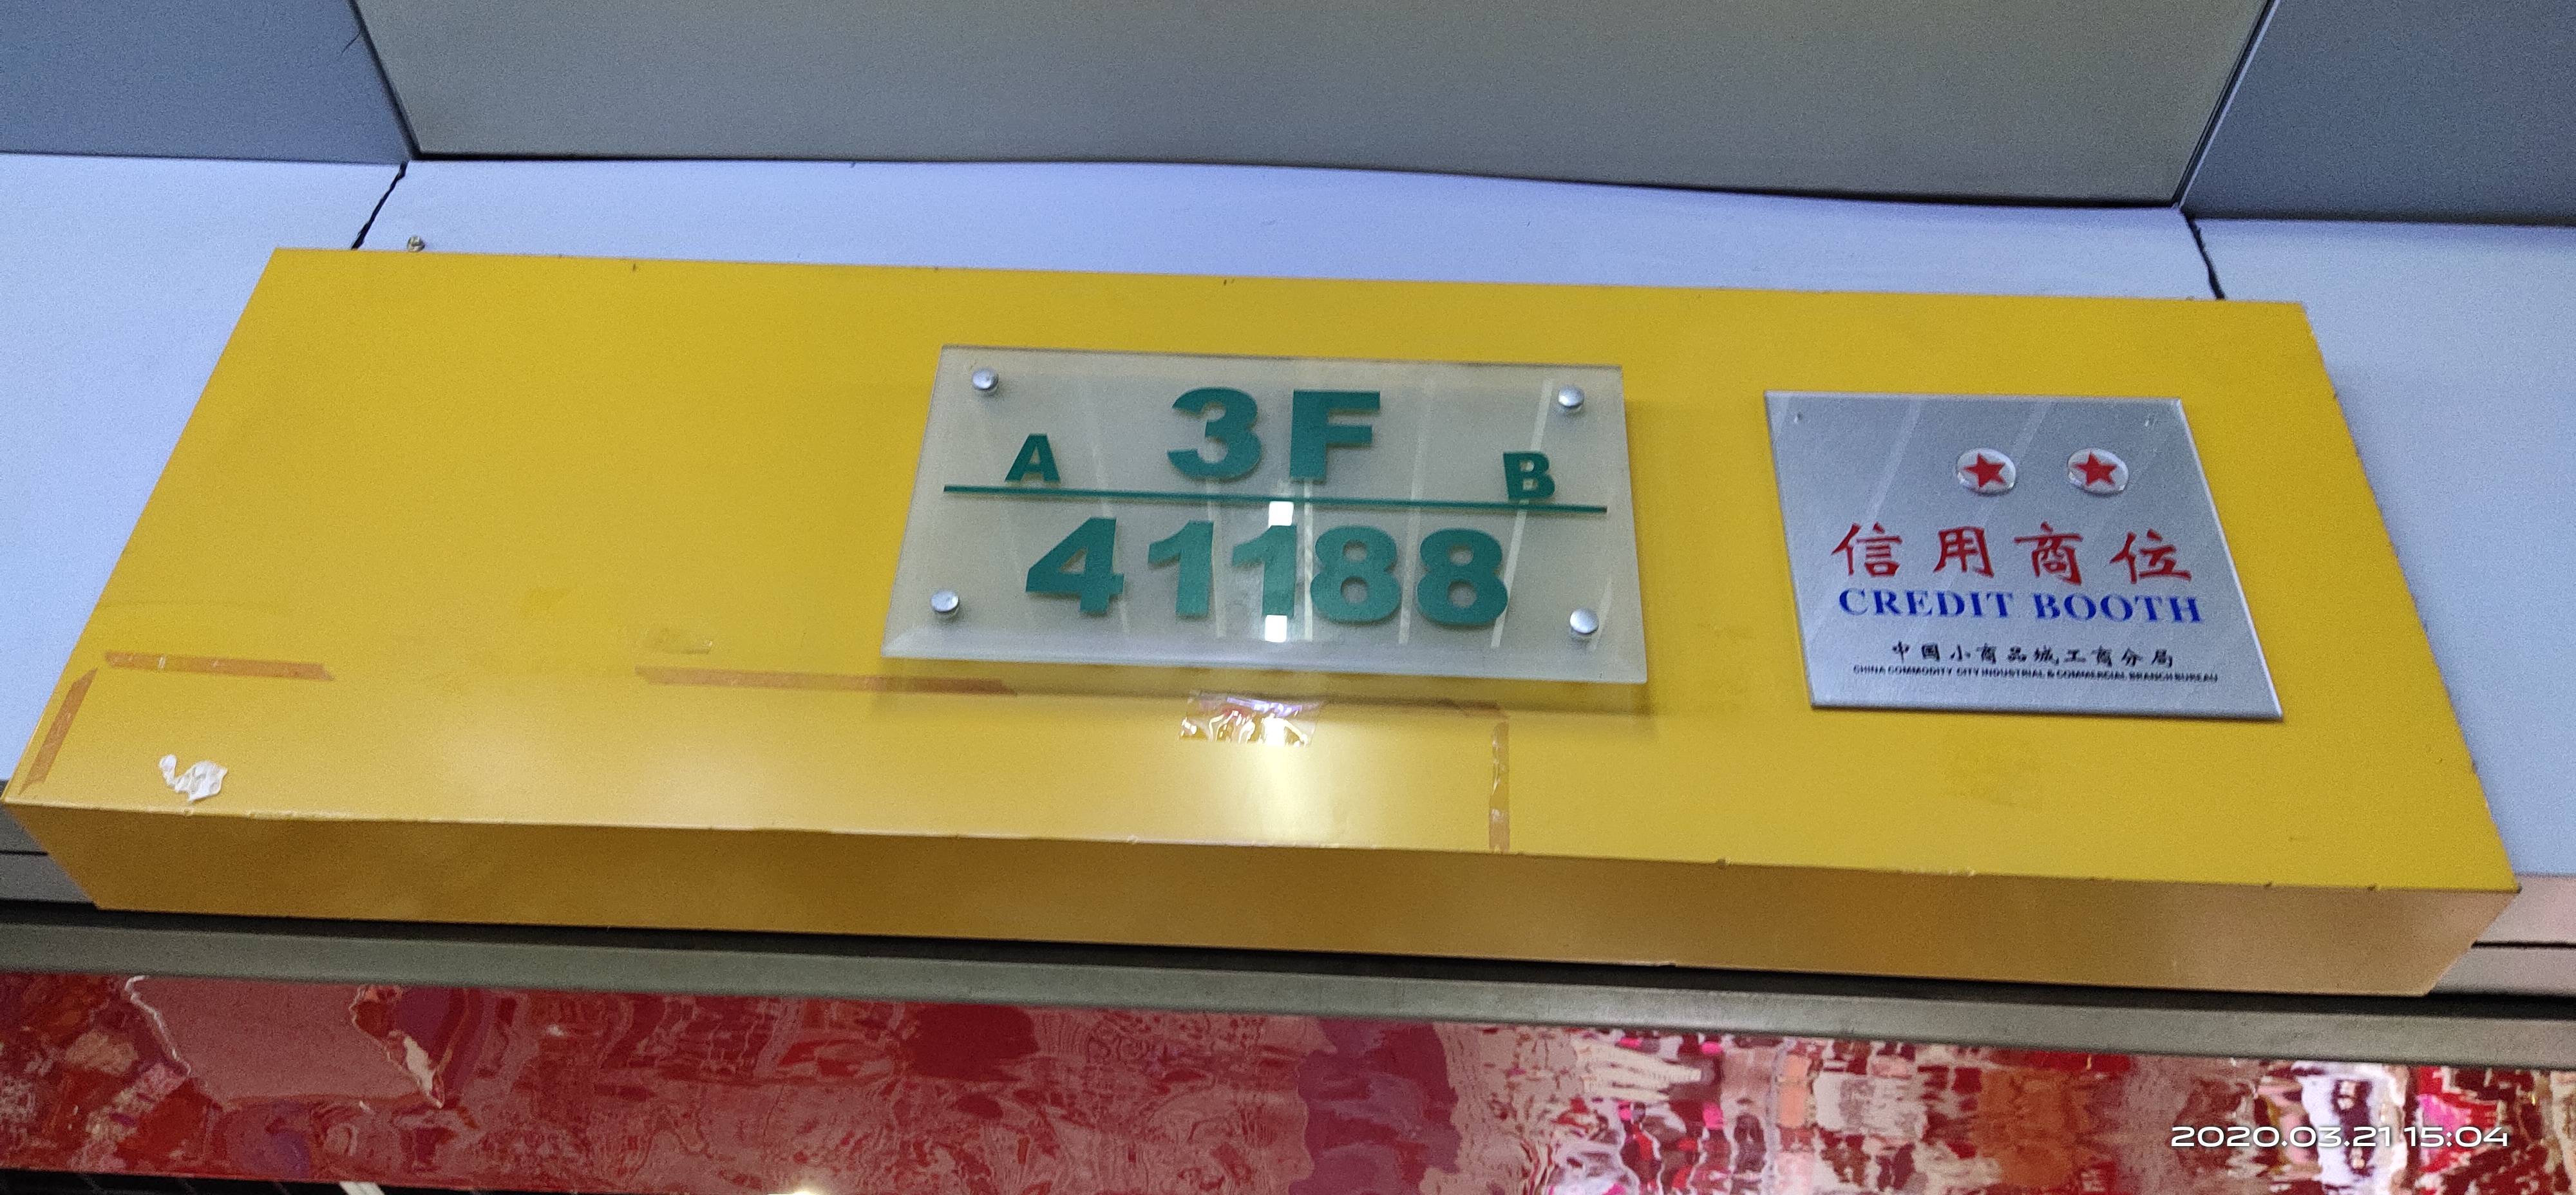 3F
A B
41188
信用商位
CREDIT BOOTH
中国小商品城工商分局
CHINA COMMODITY CITY INDUSTRIAL & COMMERCIAL BRANCH BUREAU
2020.03.21 15:04